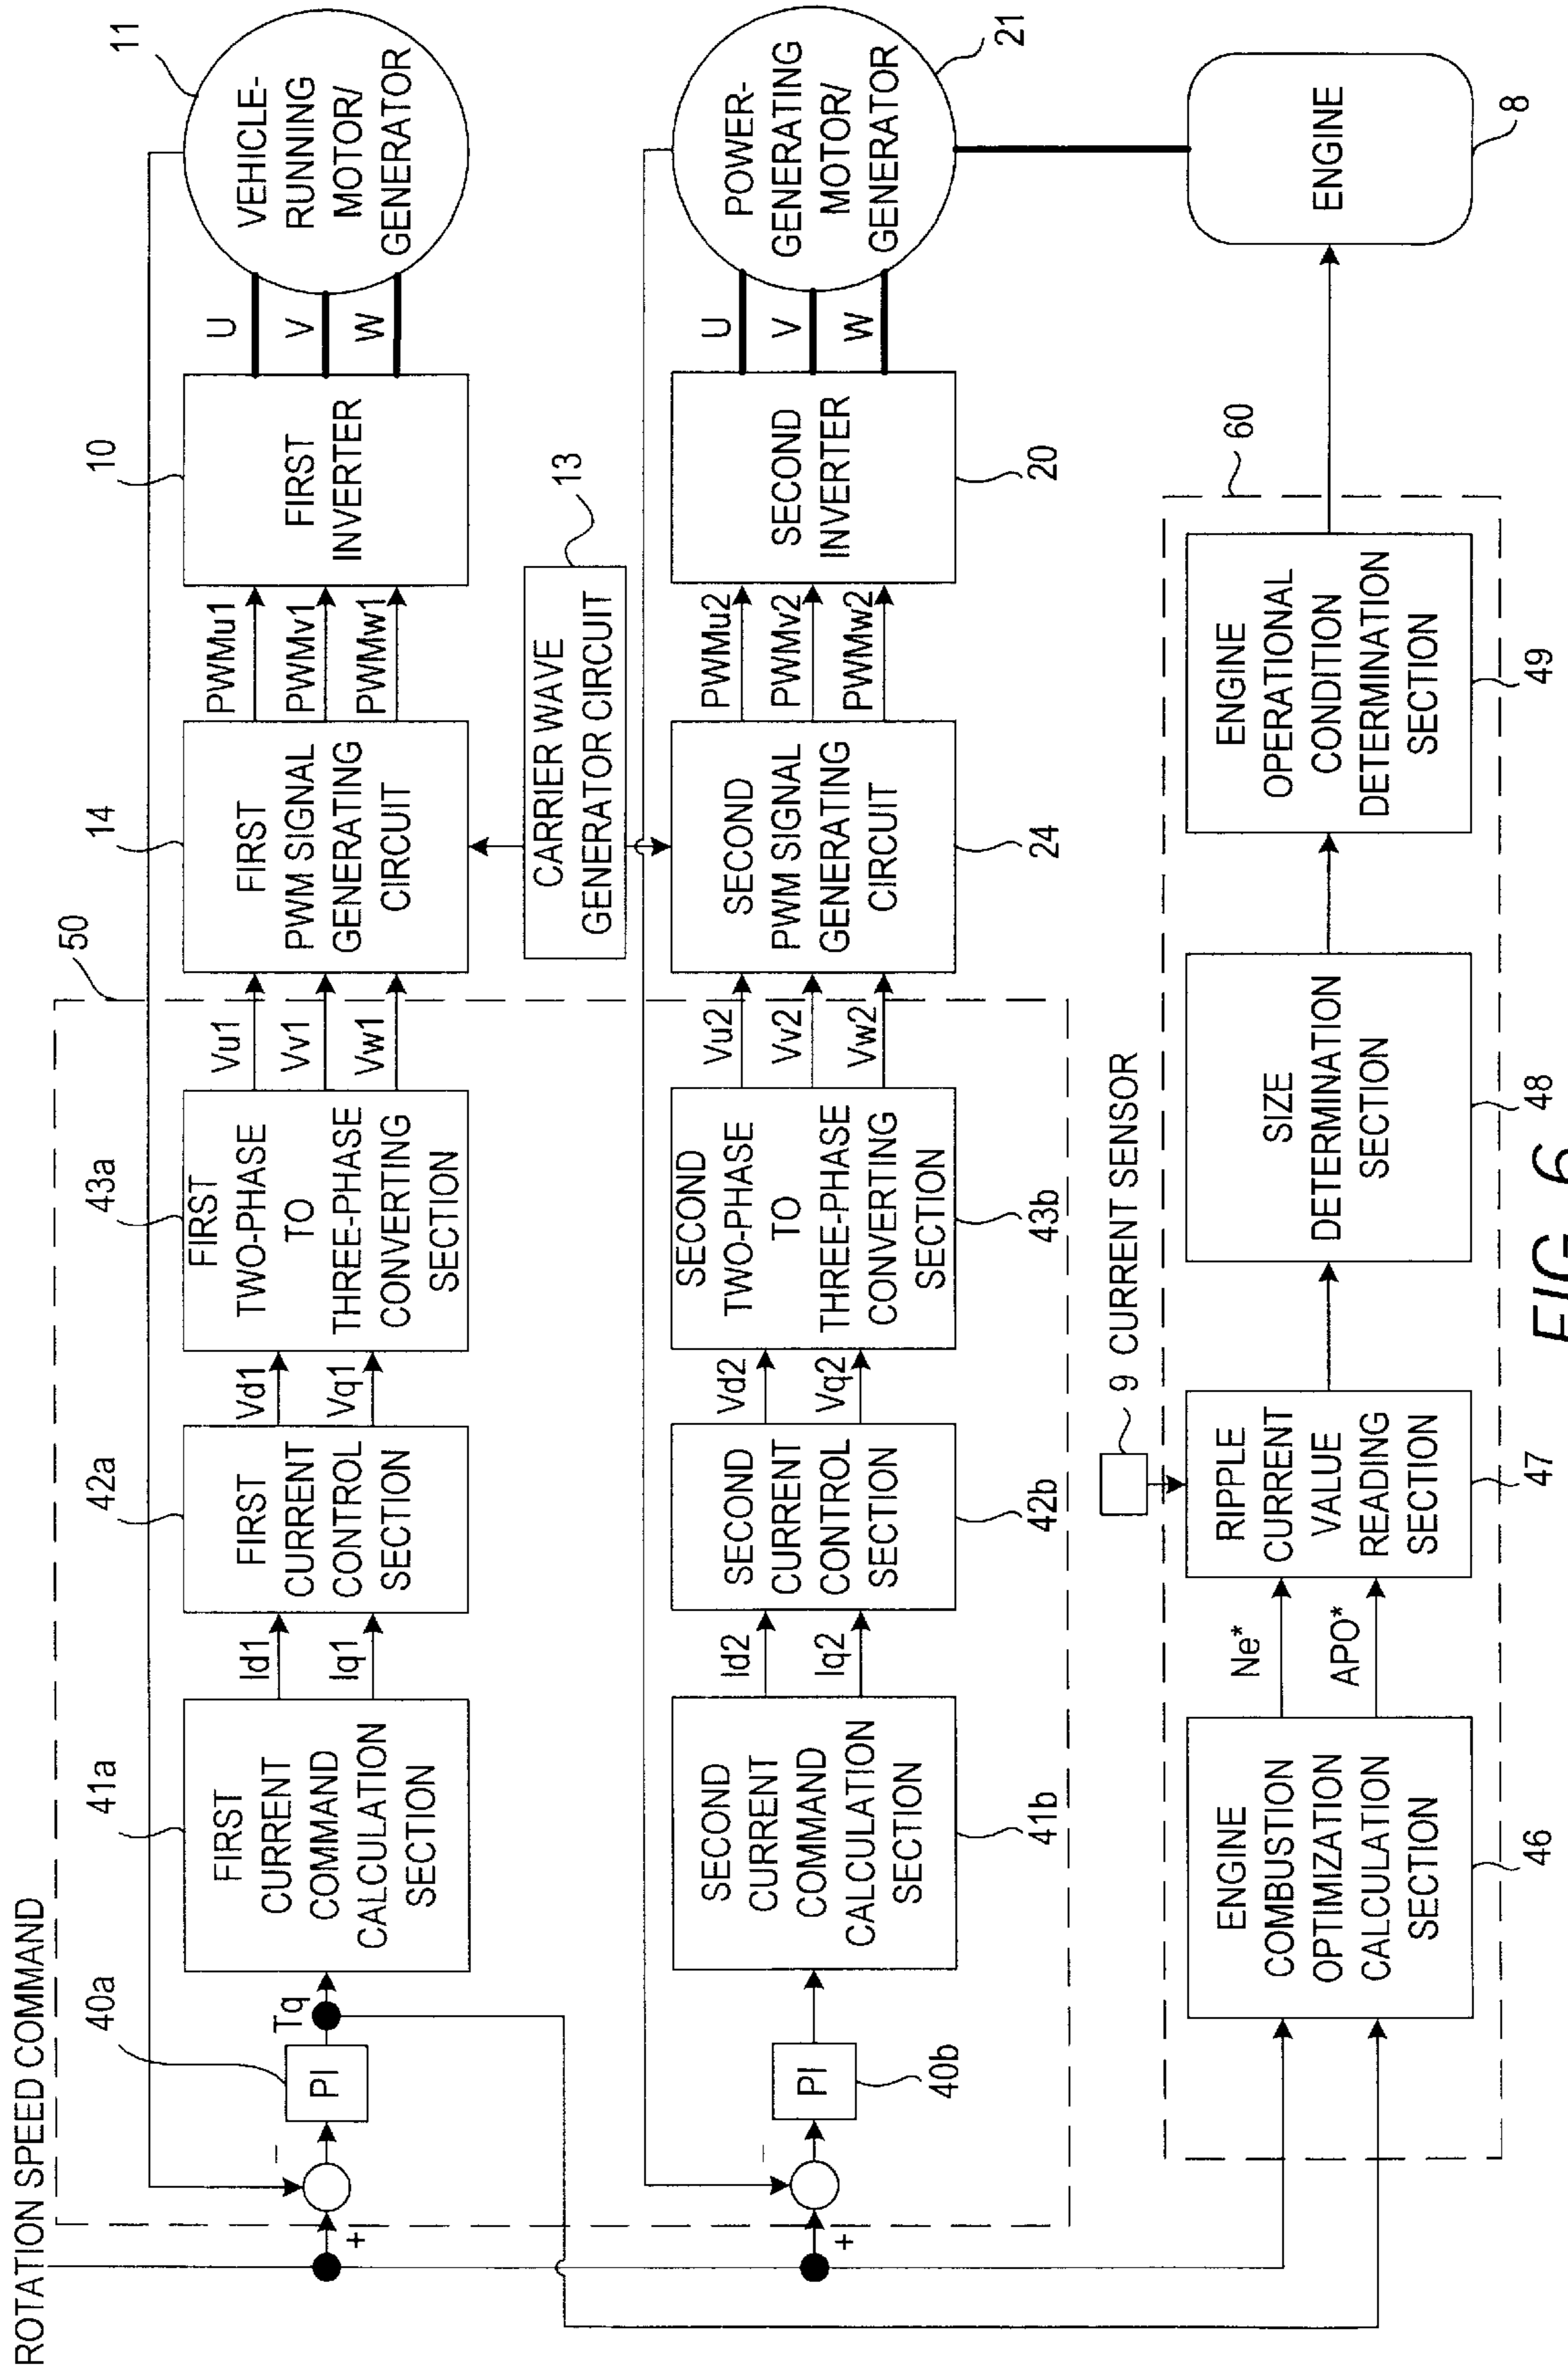 ROTATION SPEED COMMAND
50
40a
PI
Tq
+
−
41a
FIRST
CURRENT
COMMAND
CALCULATION
SECTION
Id1
Iq1
42a
FIRST
CURRENT
CONTROL
SECTION
Vd1
Vq1
43a
FIRST
TWO-PHASE
TO
THREE-PHASE
CONVERTING
SECTION
Vu1
Vv1
Vw1
14
FIRST
PWM SIGNAL
GENERATING
CIRCUIT
PWMu1
PWMv1
PWMw1
10
FIRST
INVERTER
U
V
W
11
VEHICLE-
RUNNING
MOTOR/
GENERATOR
13
CARRIER WAVE
GENERATOR CIRCUIT
+
−
PI
40b
SECOND
CURRENT
COMMAND
CALCULATION
SECTION
41b
Id2
Iq2
SECOND
CURRENT
CONTROL
SECTION
42b
Vd2
Vq2
SECOND
TWO-PHASE
TO
THREE-PHASE
CONVERTING
SECTION
43b
Vu2
Vv2
Vw2
SECOND
PWM SIGNAL
GENERATING
CIRCUIT
24
PWMu2
PWMv2
PWMw2
SECOND
INVERTER
20
U
V
W
POWER-
GENERATING
MOTOR/
GENERATOR
21
9 CURRENT SENSOR
60
ENGINE
COMBUSTION
OPTIMIZATION
CALCULATION
SECTION
46
Ne*
APO*
RIPPLE
CURRENT
VALUE
READING
SECTION
47
SIZE
DETERMINATION
SECTION
48
ENGINE
OPERATIONAL
CONDITION
DETERMINATION
SECTION
49
ENGINE
8
FIG. 6